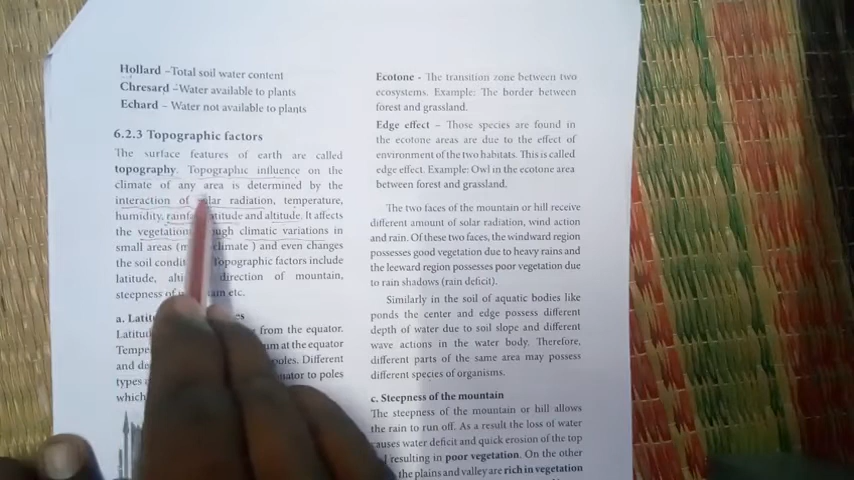 Hollard –Total soil water content
Chresard –Water available to plants
Echard – Water not available to plants
6.2.3 Topographic factors
The surface features of earth are called
topography. Topographic influence on the
climate of any area is determined by the
interaction of solar radiation, temperature,
humidity, rainfa titude and altitude. It affects
the vegetation ugh climatic variations in
small areas (m climate ) and even changes
the soil condit Topographic factors include
latitude, alti direction of mountain,
steepness of tain etc.
a. Latit es
Latitud from the equator.
Tempe um at the equator
and de poles. Different
types uator to poles
which
Ecotone - The transition zone between two
ecosystems. Example: The border between
forest and grassland.
Edge effect – Those species are found in
the ecotone areas are due to the effect of
environment of the two habitats. This is called
edge effect. Example: Owl in the ecotone area
between forest and grassland.
The two faces of the mountain or hill receive
different amount of solar radiation, wind action
and rain. Of these two faces, the windward region
possesses good vegetation due to heavy rains and
the leeward region possesses poor vegetation due
to rain shadows (rain deficit).
Similarly in the soil of aquatic bodies like
ponds the center and edge possess different
depth of water due to soil slope and different
wave actions in the water body. Therefore,
different parts of the same area may possess
different species of organisms.
c. Steepness of the mountain
The steepness of the mountain or hill allows
the rain to run off. As a result the loss of water
causes water deficit and quick erosion of the top
resulting in poor vegetation. On the other
the plains and valley are rich in vegetation